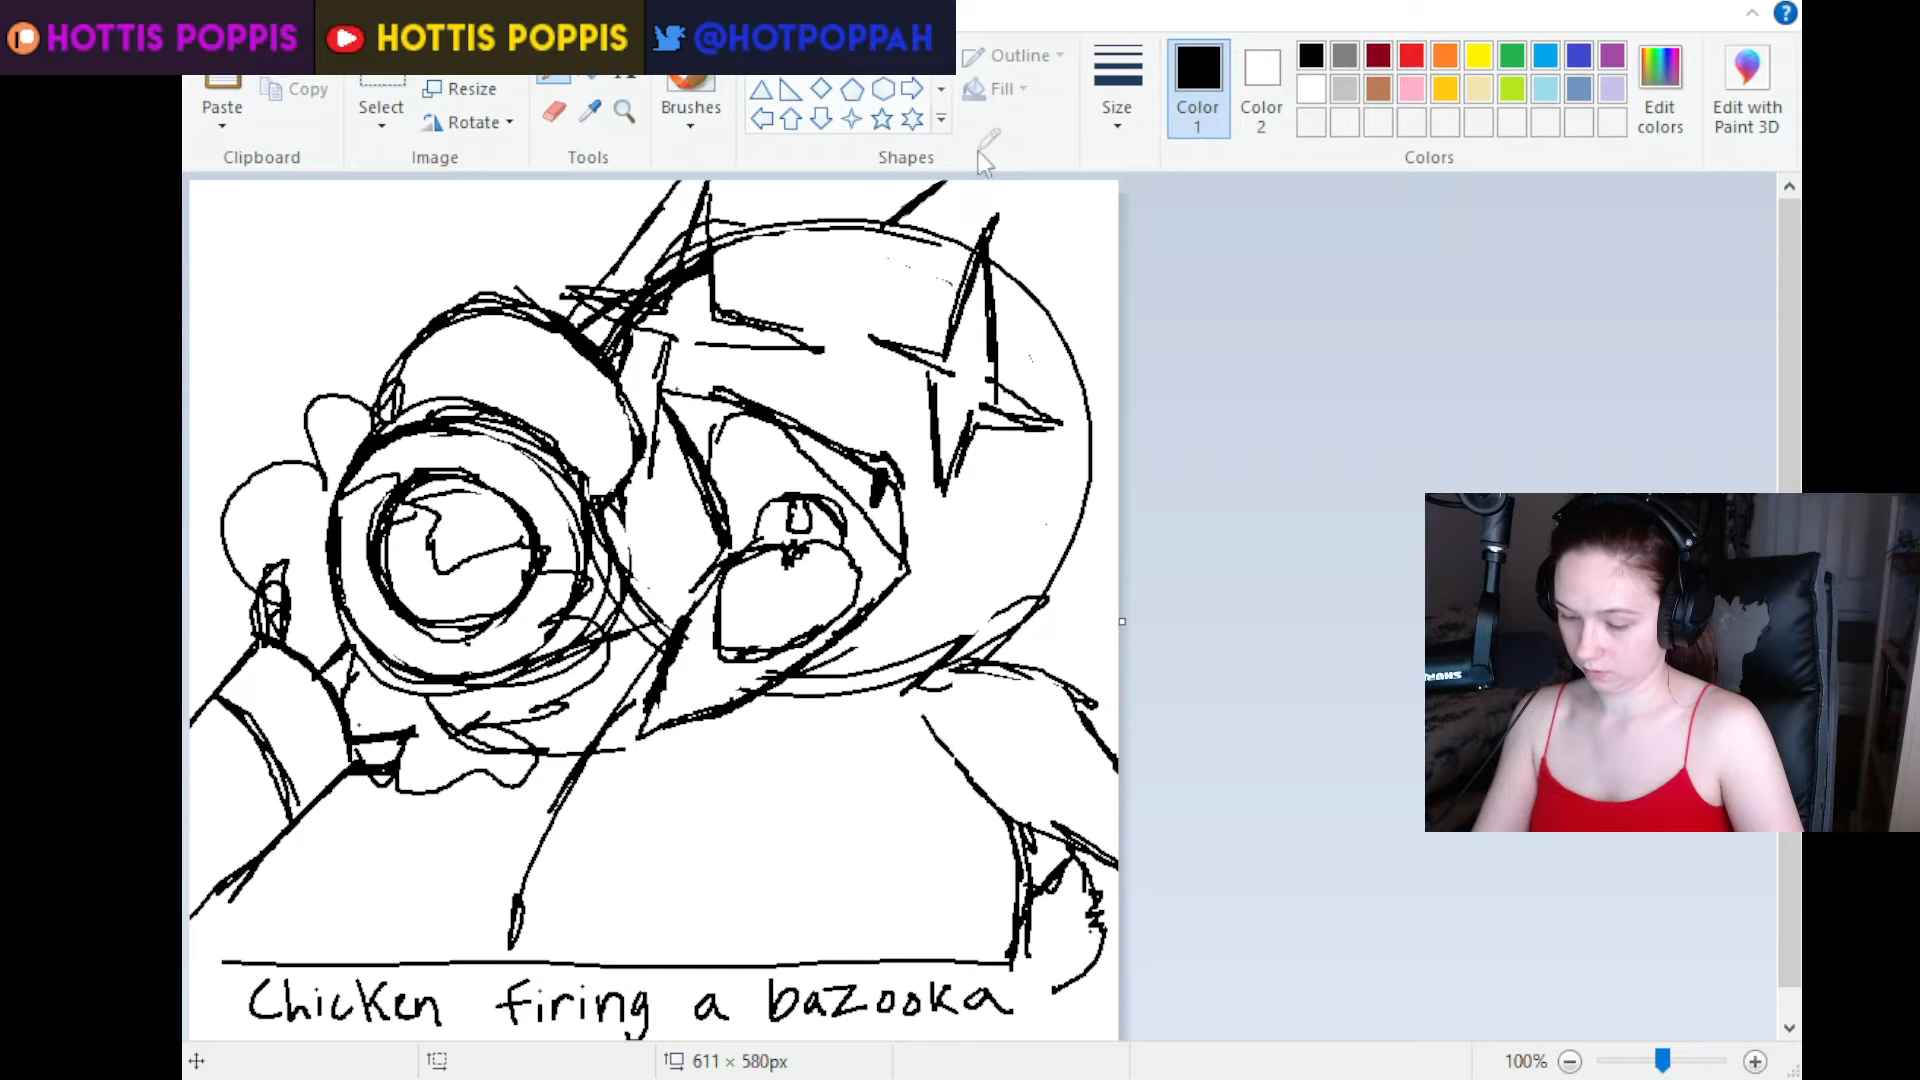 HOTTIS POPPIS HOTTIS POPPIS @HOTPOPPAH
Outline
Copy Resize Fill
Paste Select Rotate Brushes Size Color 1 Color 2 Edit colors Edit with Paint 3D
Clipboard Image Tools Shapes Colors
SHURE
Chicken firing a bazooka
611 × 580px 100%